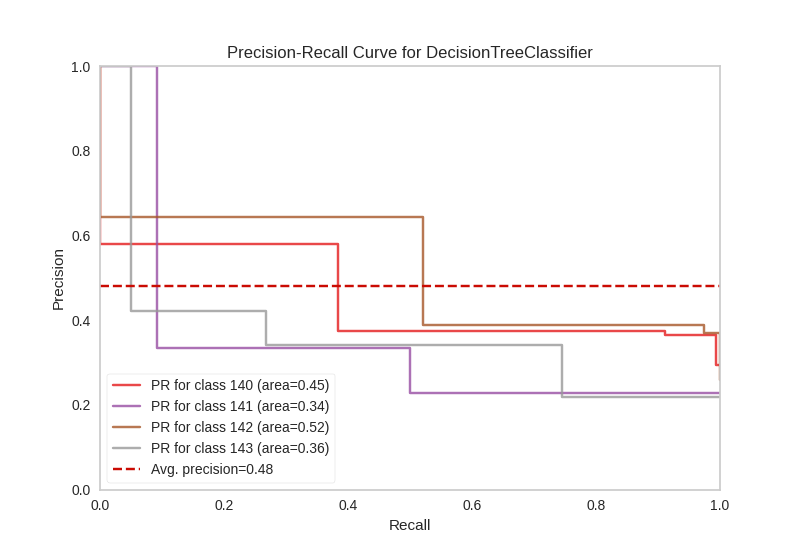 Precision-Recall Curve for DecisionTreeClassifier
1.0
0.8
0.6
0.4
0.2
0.0
Precision
PR for class 140 (area=0.45)
PR for class 141 (area=0.34)
PR for class 142 (area=0.52)
PR for class 143 (area=0.36)
Avg. precision=0.48
0.0 0.2 0.4 0.6 0.8 1.0
Recall